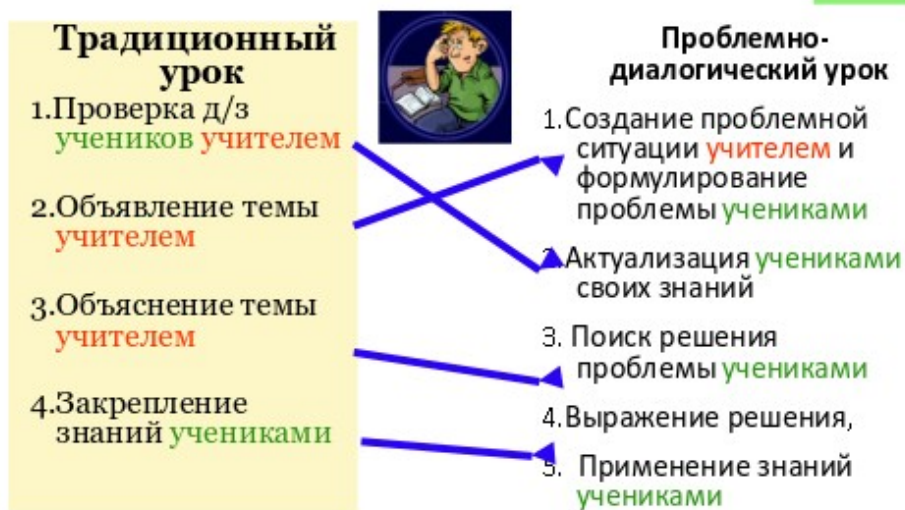 Традиционный
урок
1.Проверка д/з
учеников учителем
2.Объявление темы
учителем
3.Объяснение темы
учителем
4.Закрепление
знаний учениками
Проблемно-
диалогический урок
1.Создание проблемной
ситуации учителем и
формулирование
проблемы учениками
2.Актуализация учениками
своих знаний
3. Поиск решения
проблемы учениками
4.Выражение решения,
5. Применение знаний
учениками